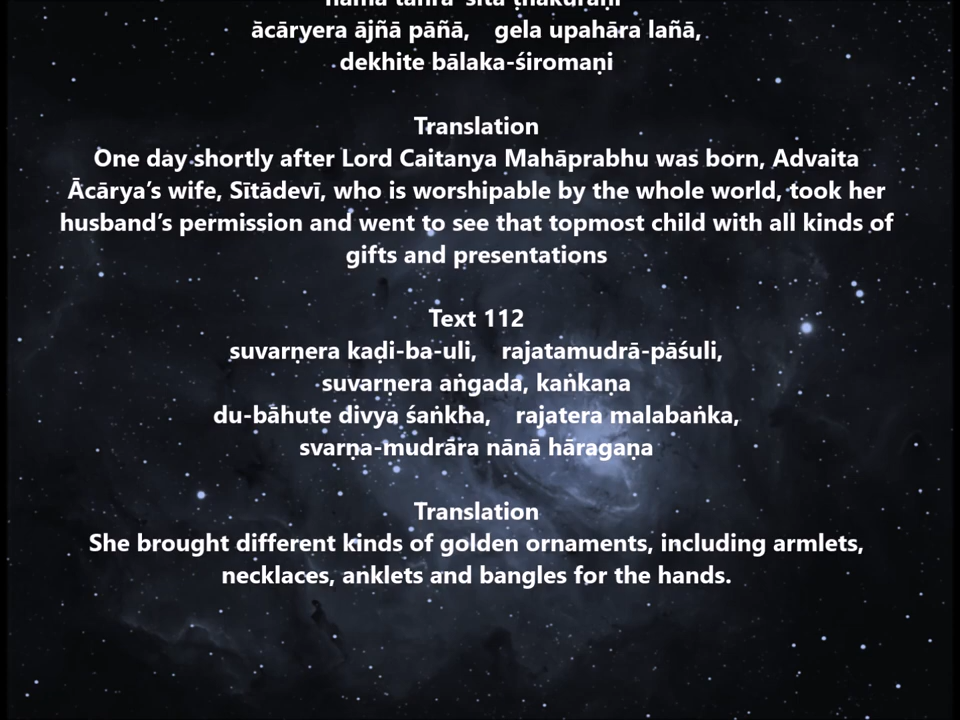 nāma tāṅra 'sītā ṭhākurāṇī'
ācāryera ājñā pāñā, gela upahāra lañā,
dekhite bālaka-śiromaṇi
Translation
One day shortly after Lord Caitanya Mahāprabhu was born, Advaita
Ācārya’s wife, Sītādevī, who is worshipable by the whole world, took her
husband’s permission and went to see that topmost child with all kinds of
gifts and presentations
Text 112
suvarṇera kaḍi-ba-uli, rajatamudrā-pāśuli,
suvarṇera aṅgada, kaṅkaṇa
du-bāhute divya śaṅkha, rajatera malabaṅka,
svarṇa-mudrāra nānā hāragaṇa
Translation
She brought different kinds of golden ornaments, including armlets,
necklaces, anklets and bangles for the hands.